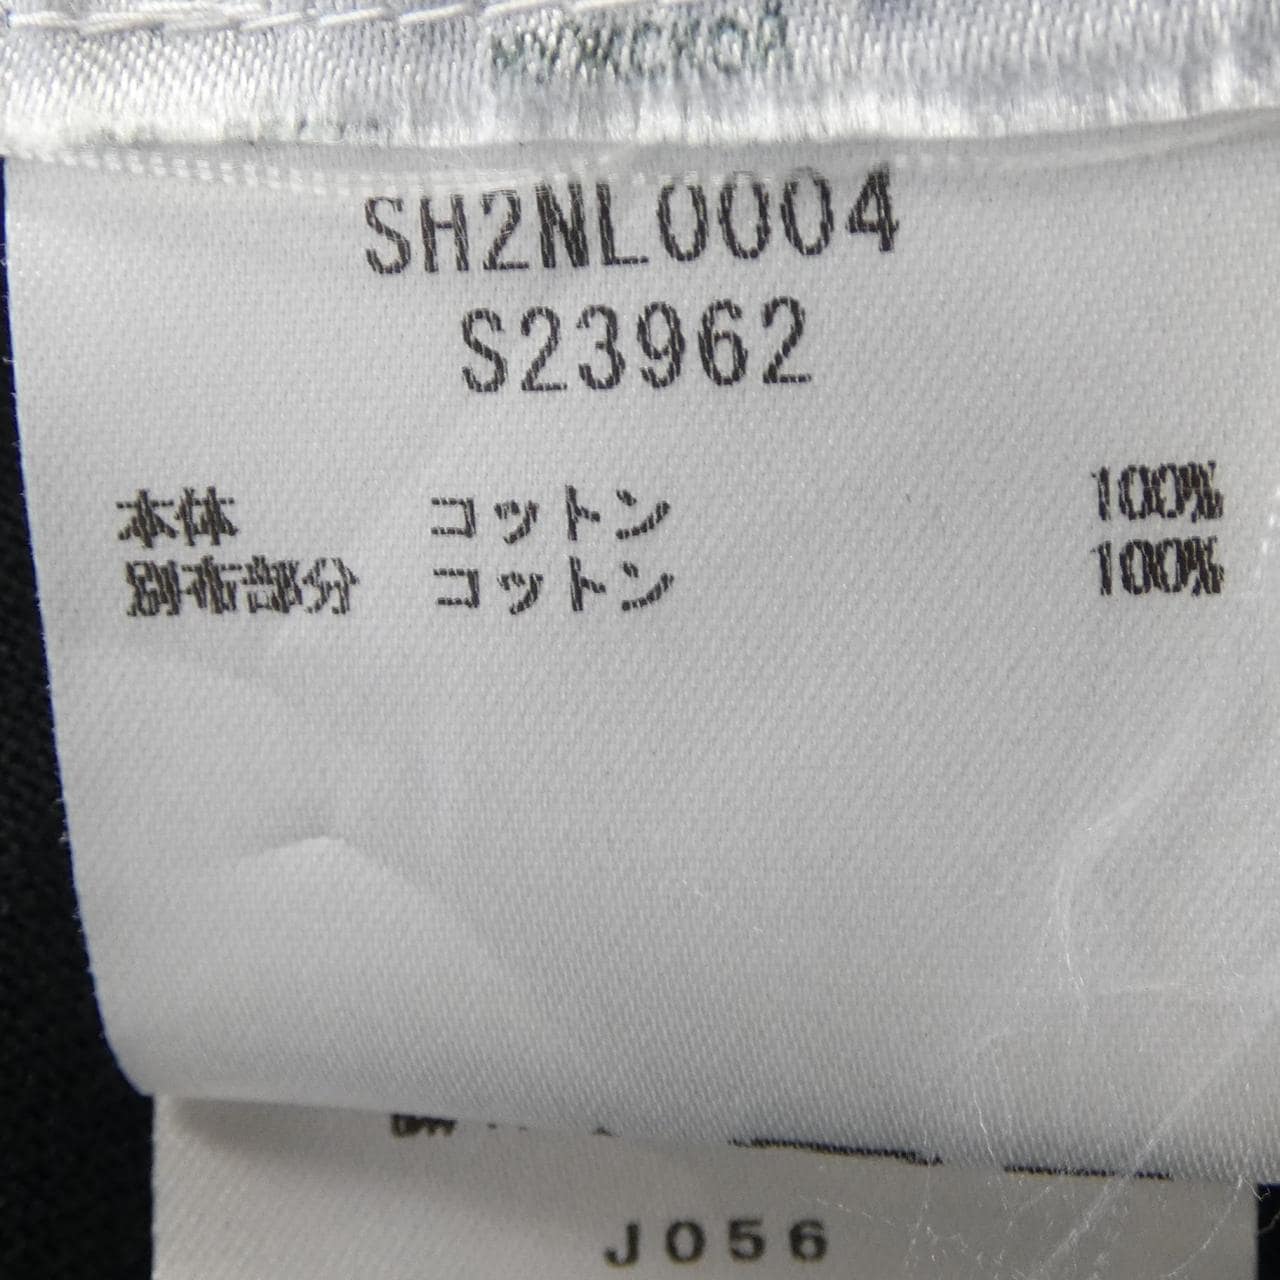 МУЖСКОЙ
SH2NL0004
S23962
本体 コットン 100%
別布部分 コットン 100%
J056